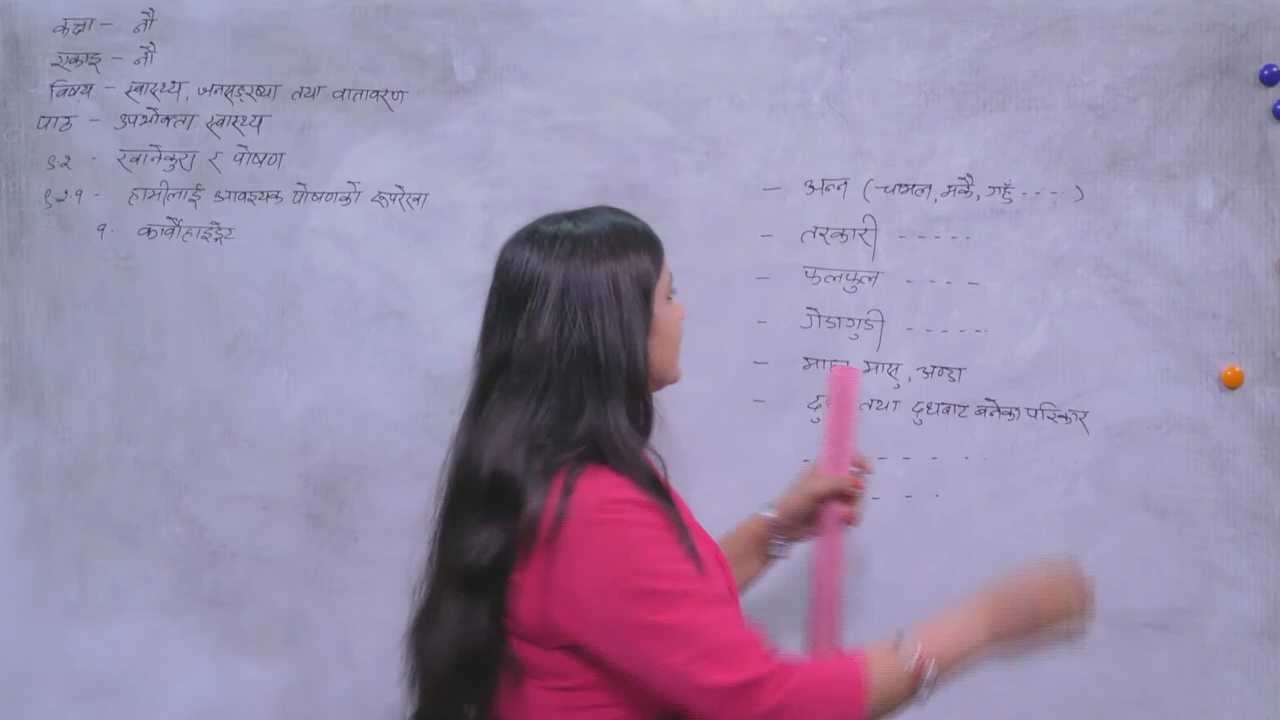 कक्षा - नौ
एकाइ - नौ
विषय - स्वास्थ्य, जनसङ्ख्या तथा वातावरण
पाठ - उपभोक्ता स्वास्थ्य
९.२ - खानेकुरा र पोषण
९.२.१ - हामीलाई आवश्यक पोषणको रूपरेखा
१. कार्वोहाइड्रेट
- अन्न (चामल, मकै, गहुँ ----)
- तरकारी -----
- फलफुल ----
- गेडागुडी -----
- मासु, अण्डा
- तथा दुधबाट बनेका परिकार